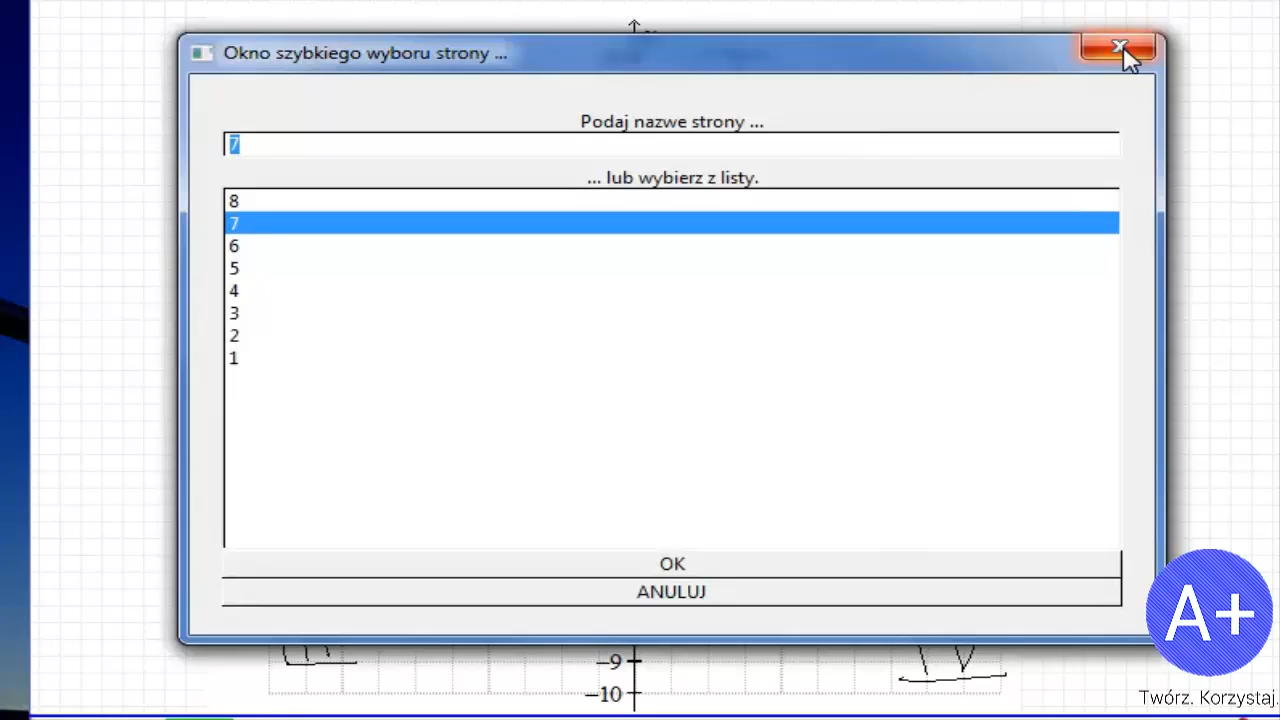 Okno szybkiego wyboru strony ...
Podaj nazwe strony ...
7
... lub wybierz z listy.
8
7
6
5
4
3
2
1
OK
ANULUJ
−9
−10
A+
Twórz. Korzystaj.